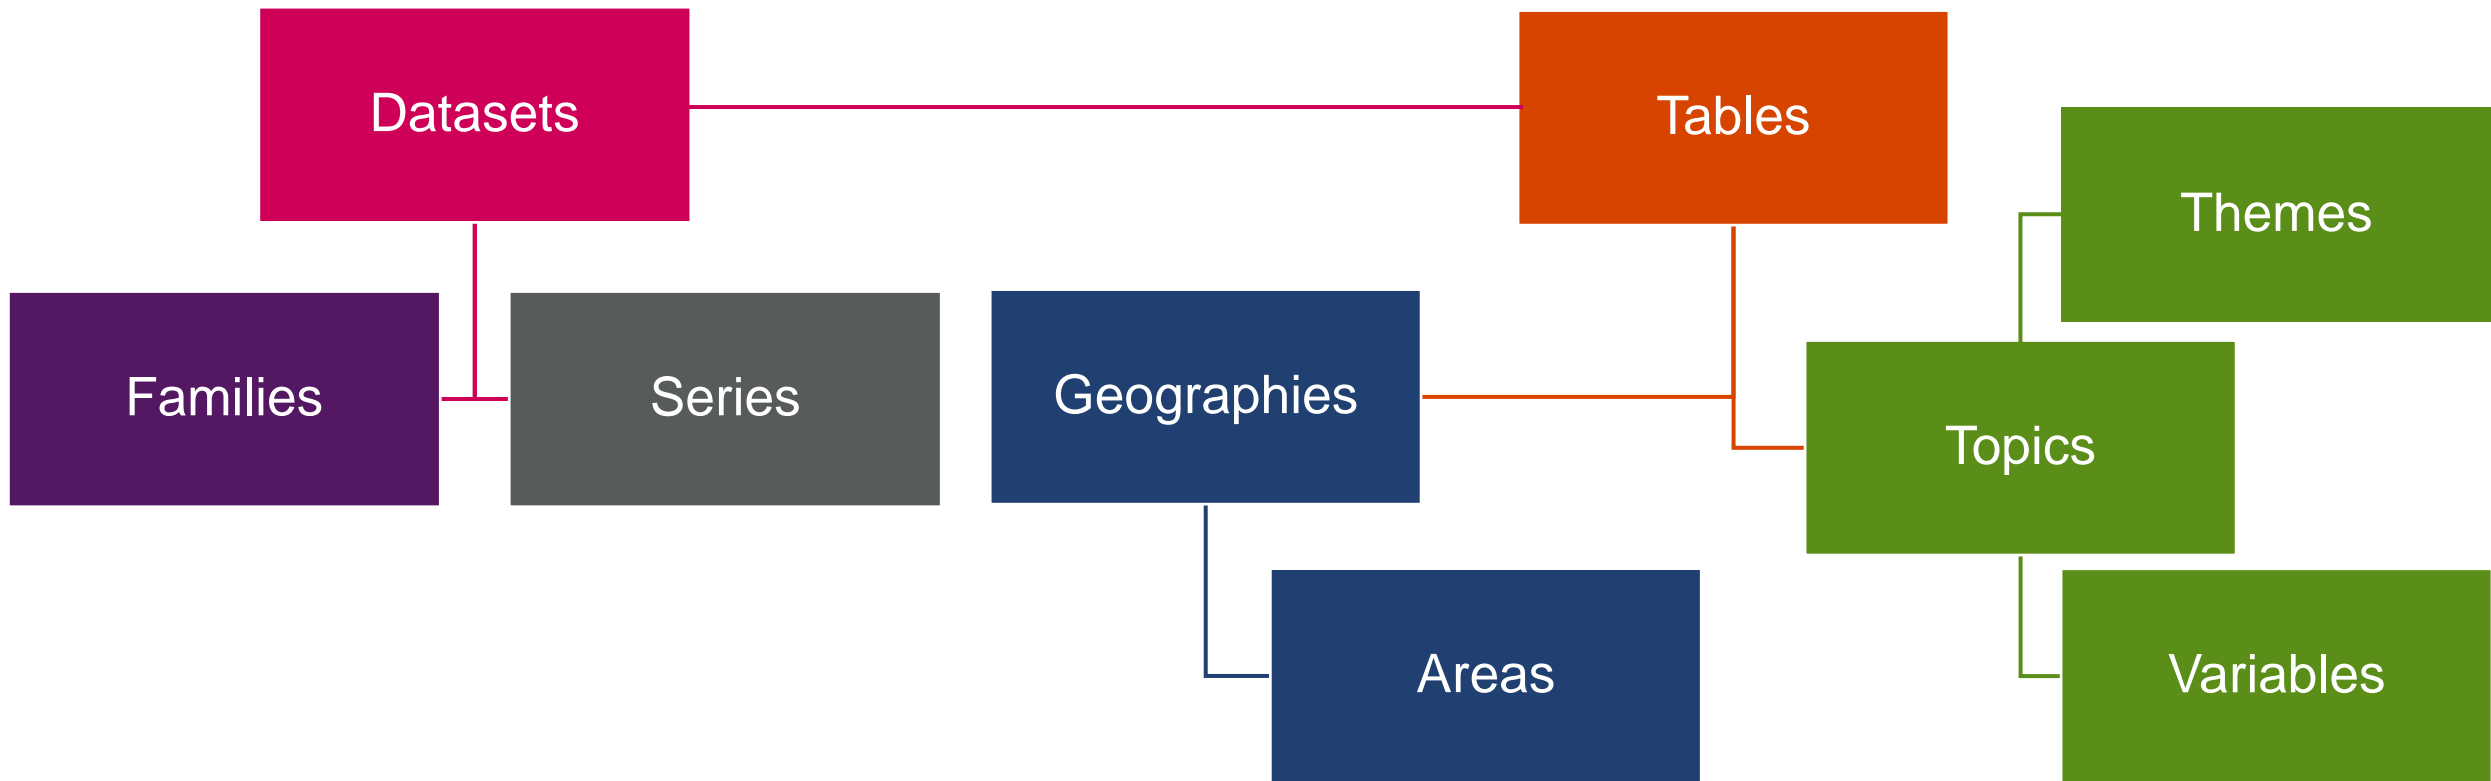 Datasets
Tables
Themes
Families
Series
Geographies
Topics
Areas
Variables